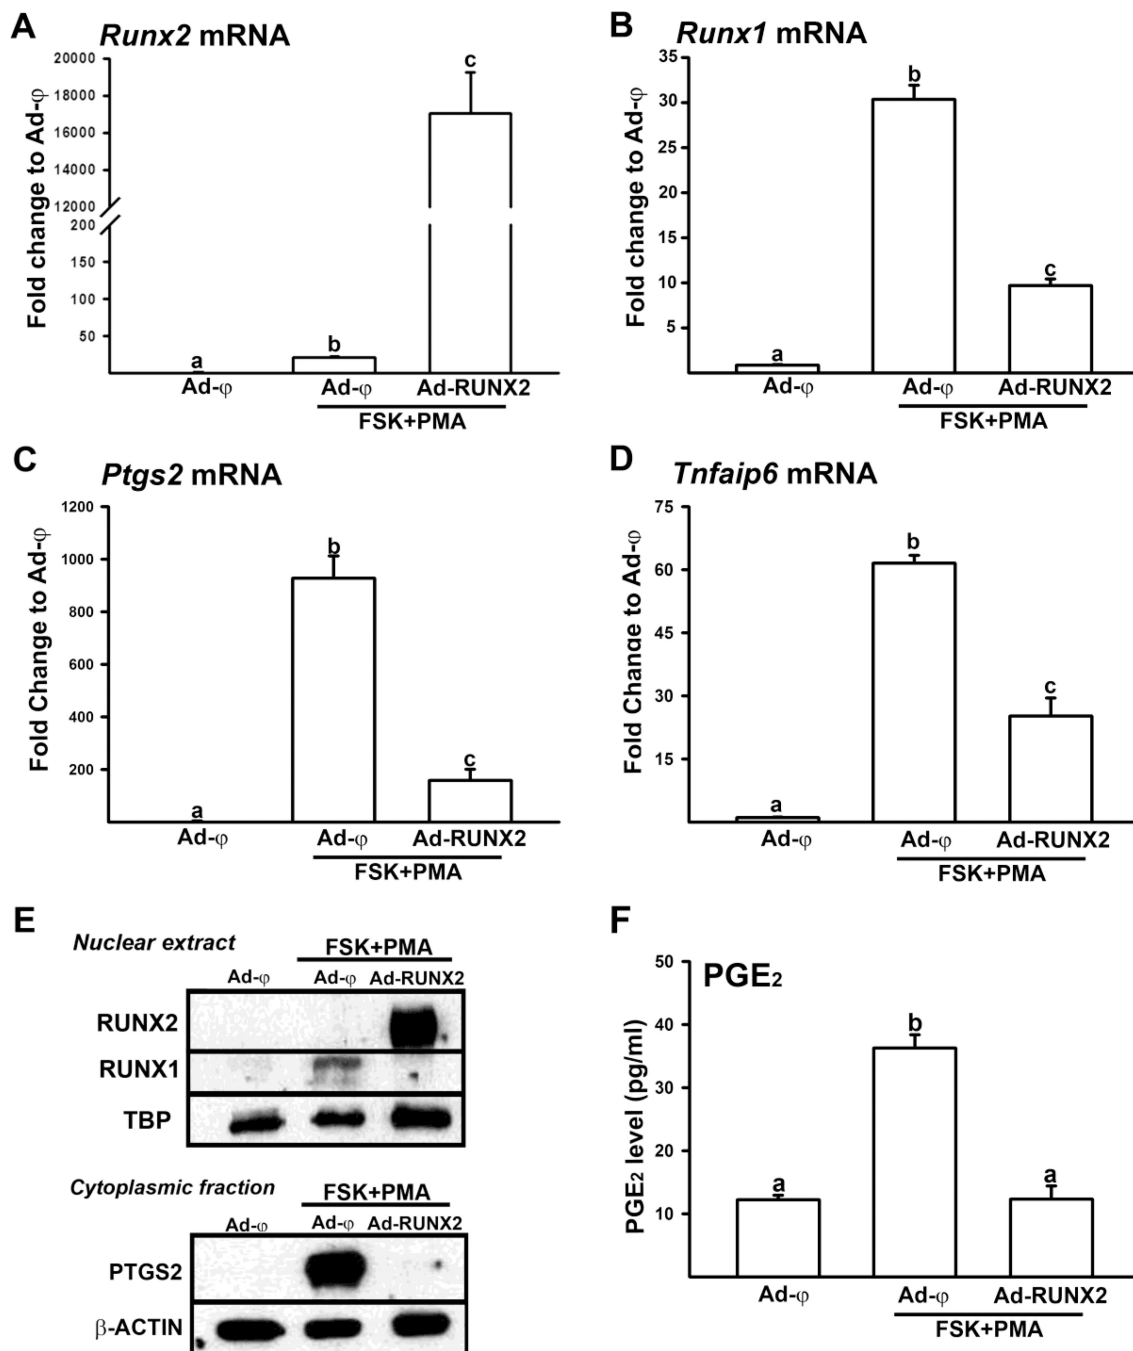 A
Runx2 mRNA
Fold change to Ad-φ
20000
18000
16000
14000
12000
200
150
100
50
a
b
c
Ad-φ
Ad-φ
Ad-RUNX2
FSK+PMA
B
Runx1 mRNA
Fold change to Ad-φ
35
30
25
20
15
10
5
a
b
c
Ad-φ
Ad-φ
Ad-RUNX2
FSK+PMA
C
Ptgs2 mRNA
Fold Change to Ad-φ
1200
1000
800
600
400
200
a
b
c
Ad-φ
Ad-φ
Ad-RUNX2
FSK+PMA
D
Tnfaip6 mRNA
Fold Change to Ad-φ
75
60
45
30
15
a
b
c
Ad-φ
Ad-φ
Ad-RUNX2
FSK+PMA
E
Nuclear extract
FSK+PMA
Ad-φ
Ad-φ
Ad-RUNX2
RUNX2
RUNX1
TBP
Cytoplasmic fraction
FSK+PMA
Ad-φ
Ad-φ
Ad-RUNX2
PTGS2
β-ACTIN
F
PGE₂
PGE₂ level (pg/ml)
50
40
30
20
10
a
b
a
Ad-φ
Ad-φ
Ad-RUNX2
FSK+PMA